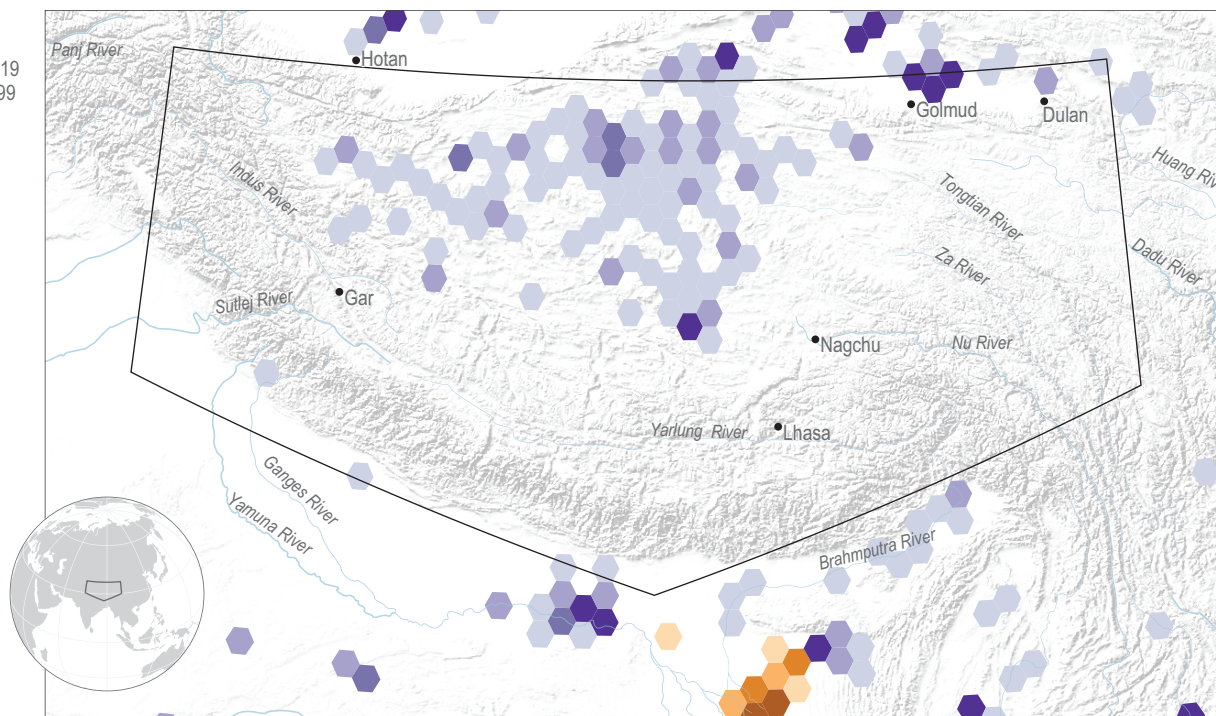 Panj River
Hotan
19
99
Golmud
Dulan
Huang Riv
Indus River
Tongtian River
Za River
Dadu River
Gar
Sutlej River
Nagchu
Nu River
Yarlung River
Lhasa
Ganges River
Yamuna River
Brahmputra River